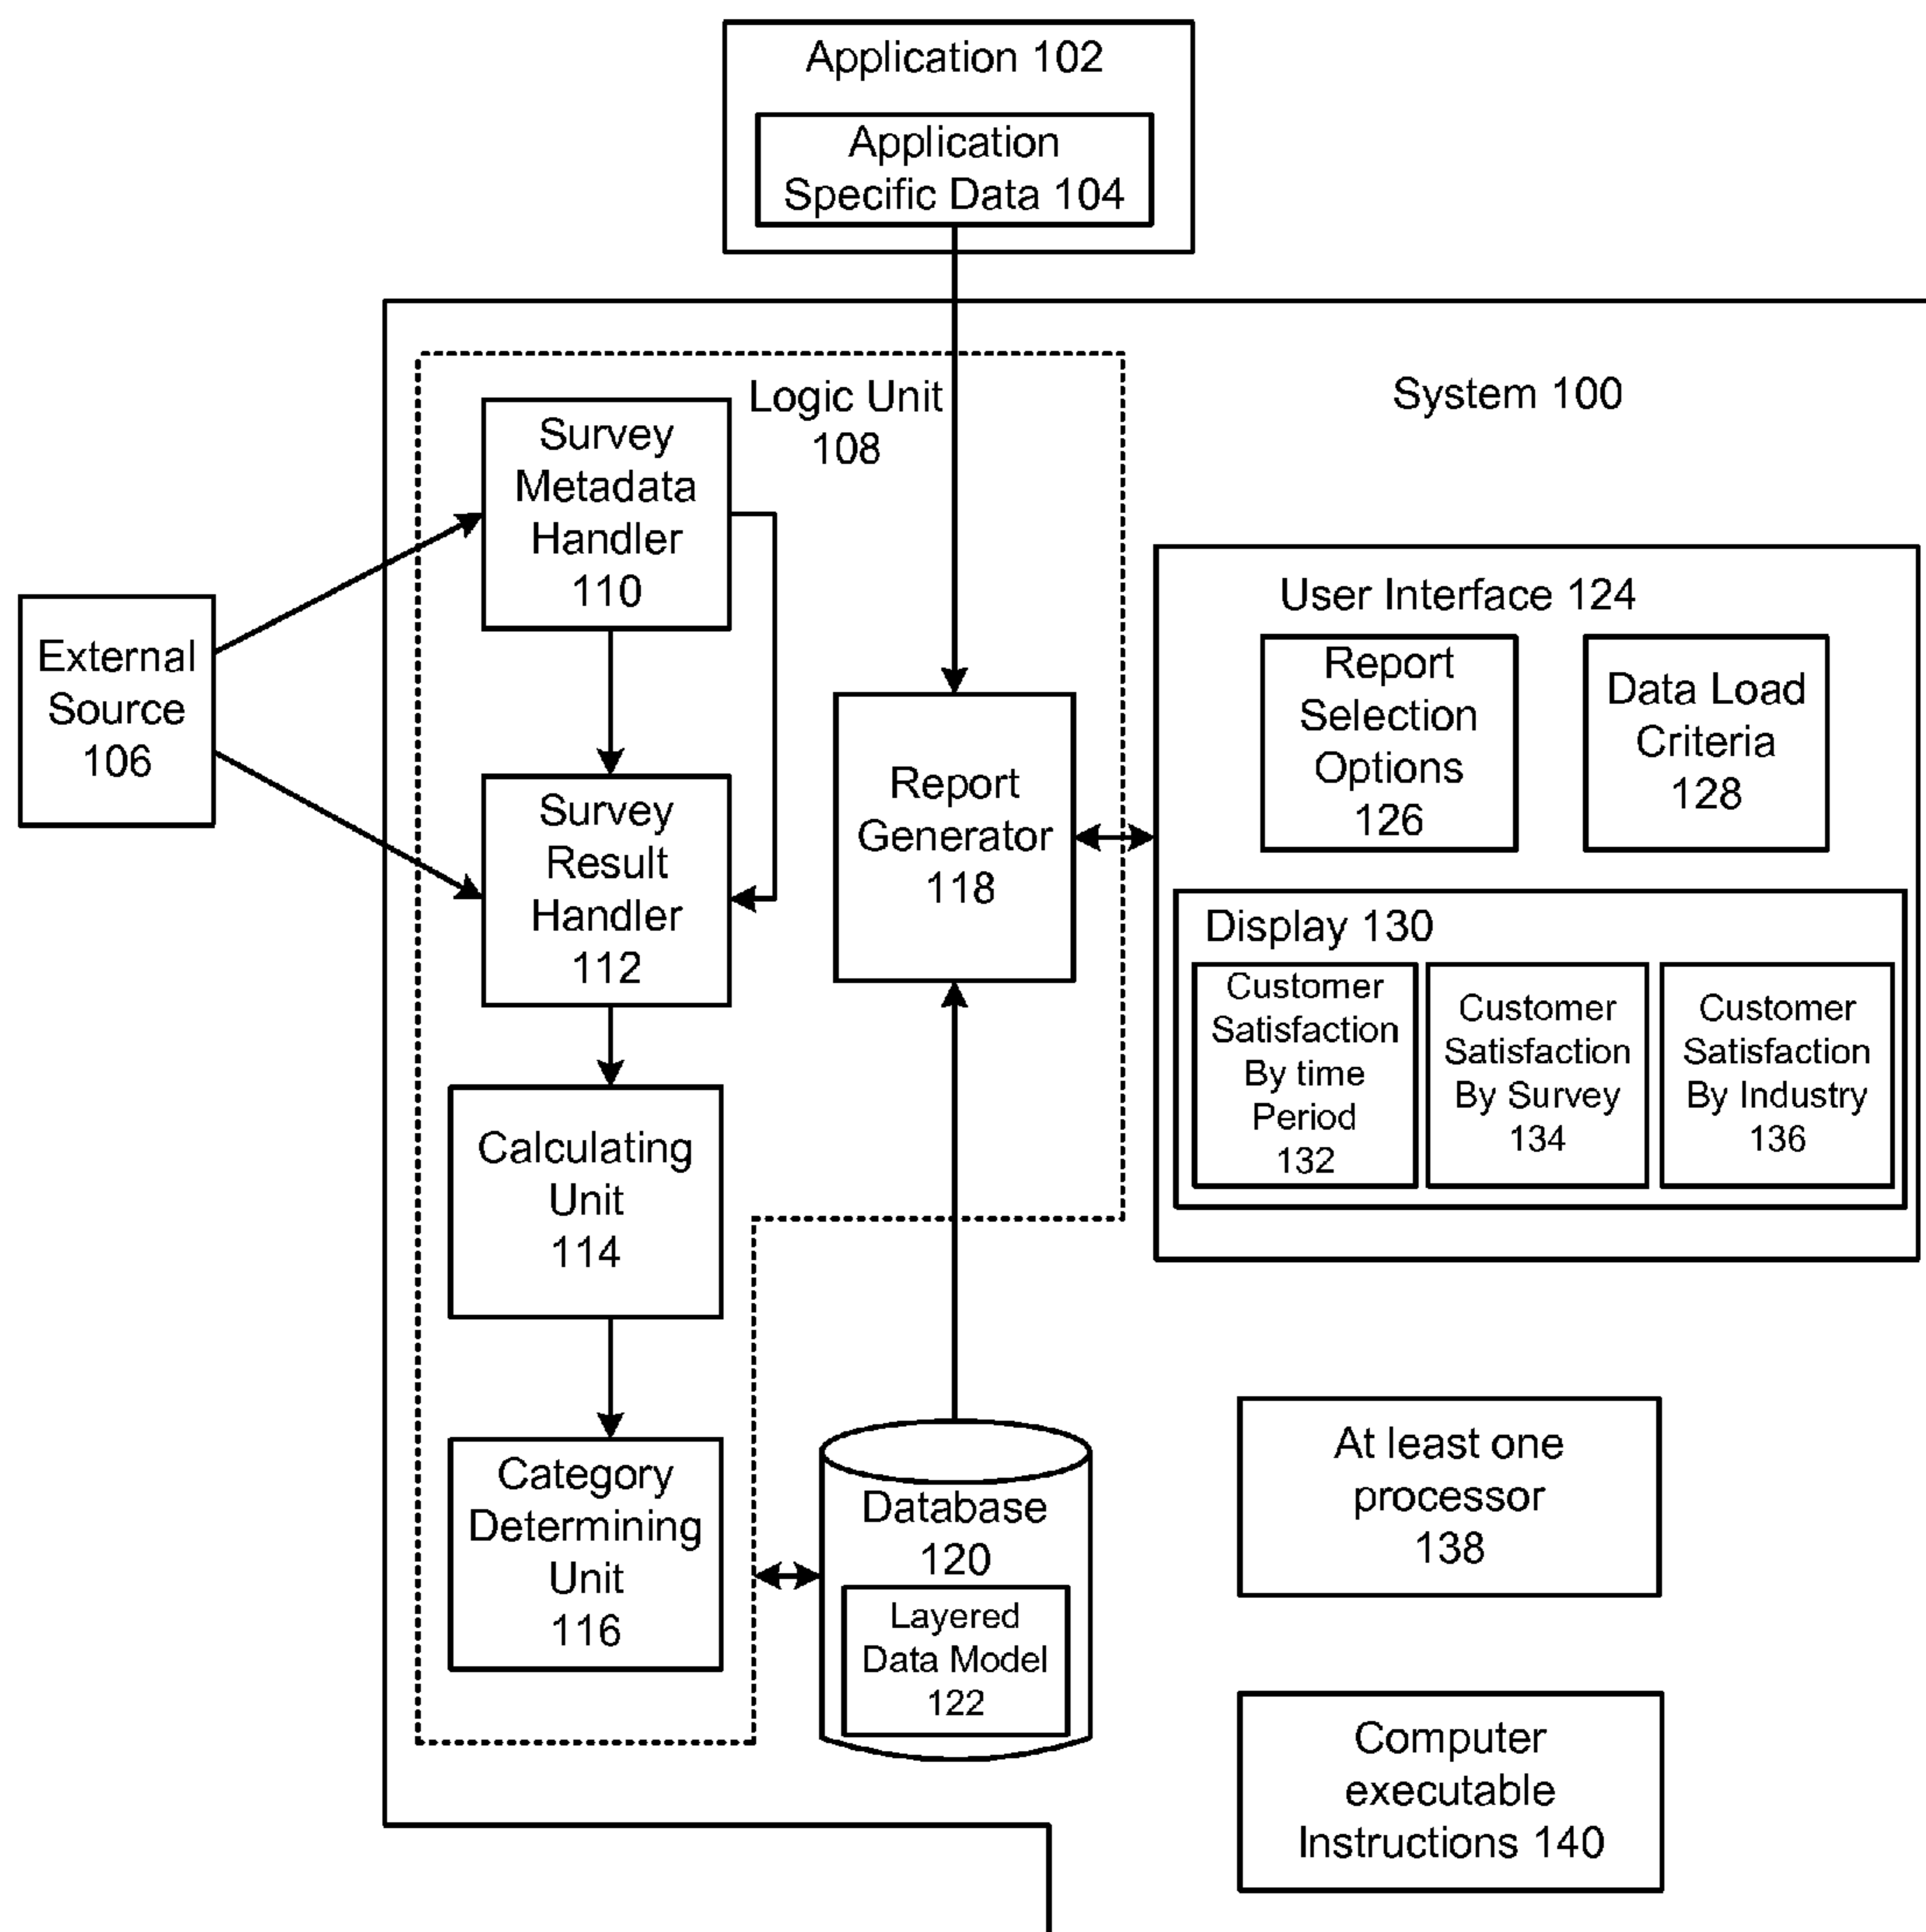 Application 102
Application
Specific Data 104
System 100
Logic Unit
108
Survey
Metadata
Handler
110
External
Source
106
Survey
Result
Handler
112
Calculating
Unit
114
Category
Determining
Unit
116
Report
Generator
118
Database
120
Layered
Data Model
122
User Interface 124
Report
Selection
Options
126
Data Load
Criteria
128
Display 130
Customer
Satisfaction
By time
Period
132
Customer
Satisfaction
By Survey
134
Customer
Satisfaction
By Industry
136
At least one
processor
138
Computer
executable
Instructions 140